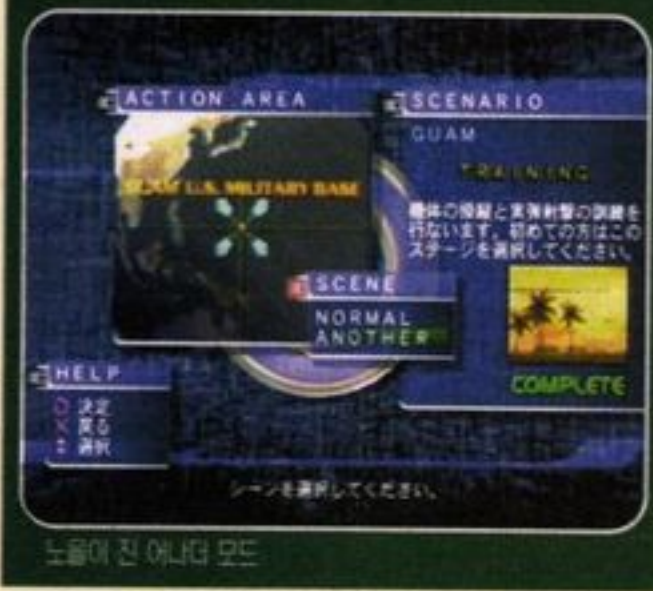 ACTION AREA
GUAM U.S. MILITARY BASE
SCENARIO
GUAM
TRAINING
機体の操縦と実弾射撃の訓練を
行ないます。初めての方はこの
ステージを選択してください。
COMPLETE
SCENE
NORMAL
ANOTHER
HELP
○ 決定
× 戻る
選択
シーンを選択してください。
노을이 진 어나더 모드